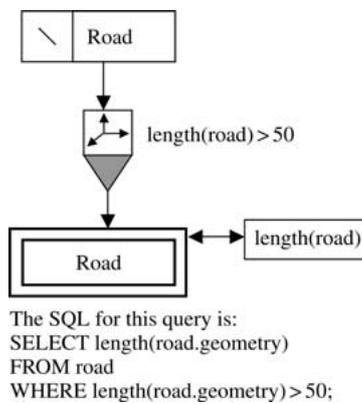 Road
length(road)>50
length(road)
Road
The SQL for this query is:
SELECT length(road.geometry)
FROM road
WHERE length(road.geometry)>50;